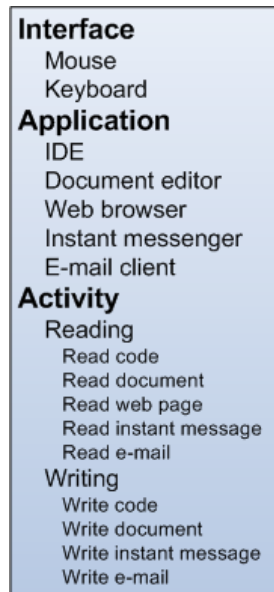 Interface
Mouse
Keyboard
Application
IDE
Document editor
Web browser
Instant messenger
E-mail client
Activity
Reading
Read code
Read document
Read web page
Read instant message
Read e-mail
Writing
Write code
Write document
Write instant message
Write e-mail